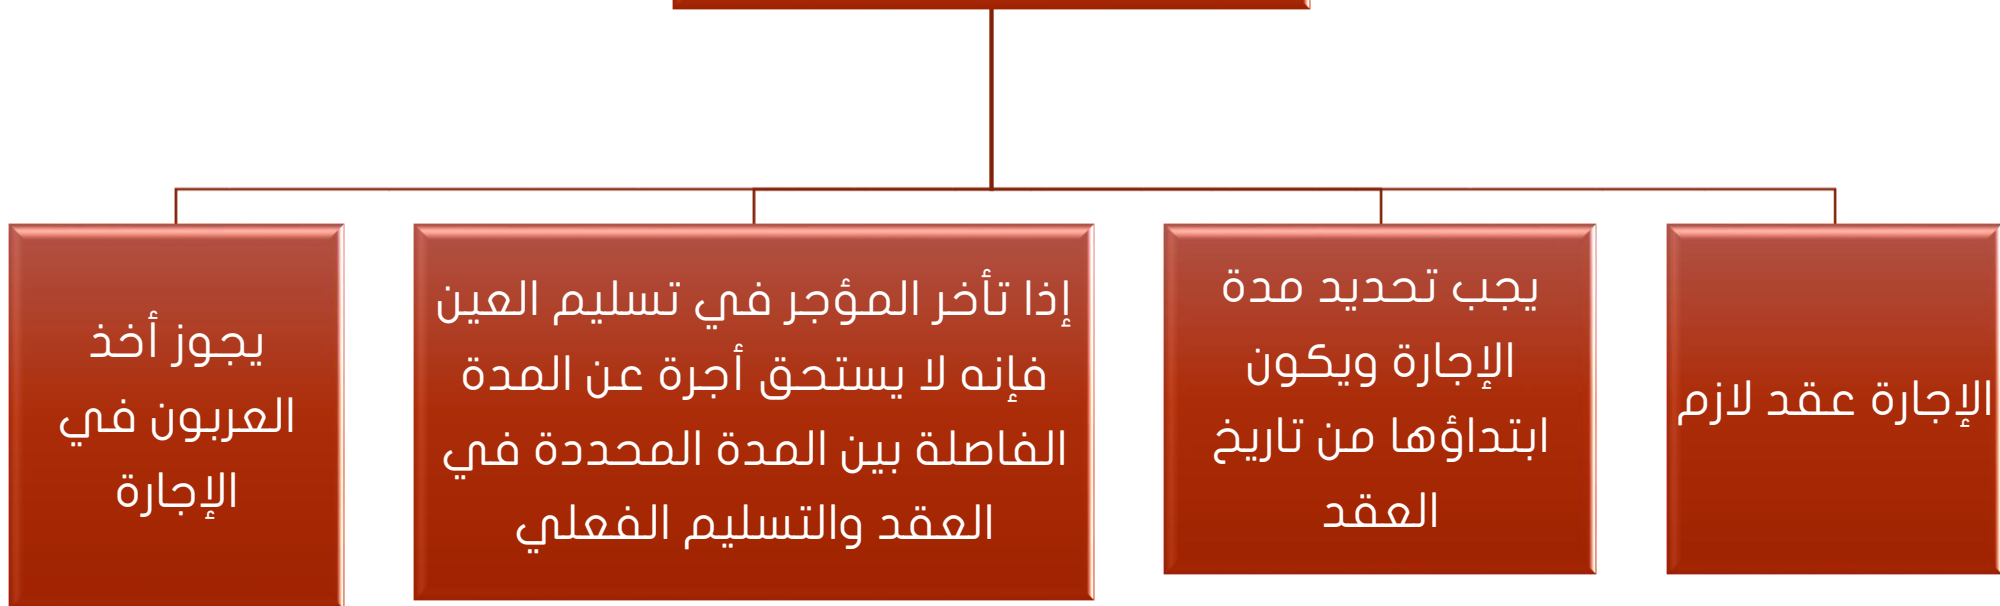 الإجارة عقد لازم
يجب تحديد مدة
الإجارة ويكون
ابتداؤها من تاريخ
العقد
إذا تأخر المؤجر في تسليم العين
فإنه لا يستحق أجرة عن المدة
الفاصلة بين المدة المحددة في
العقد والتسليم الفعلي
يجوز أخذ
العربون في
الإجارة